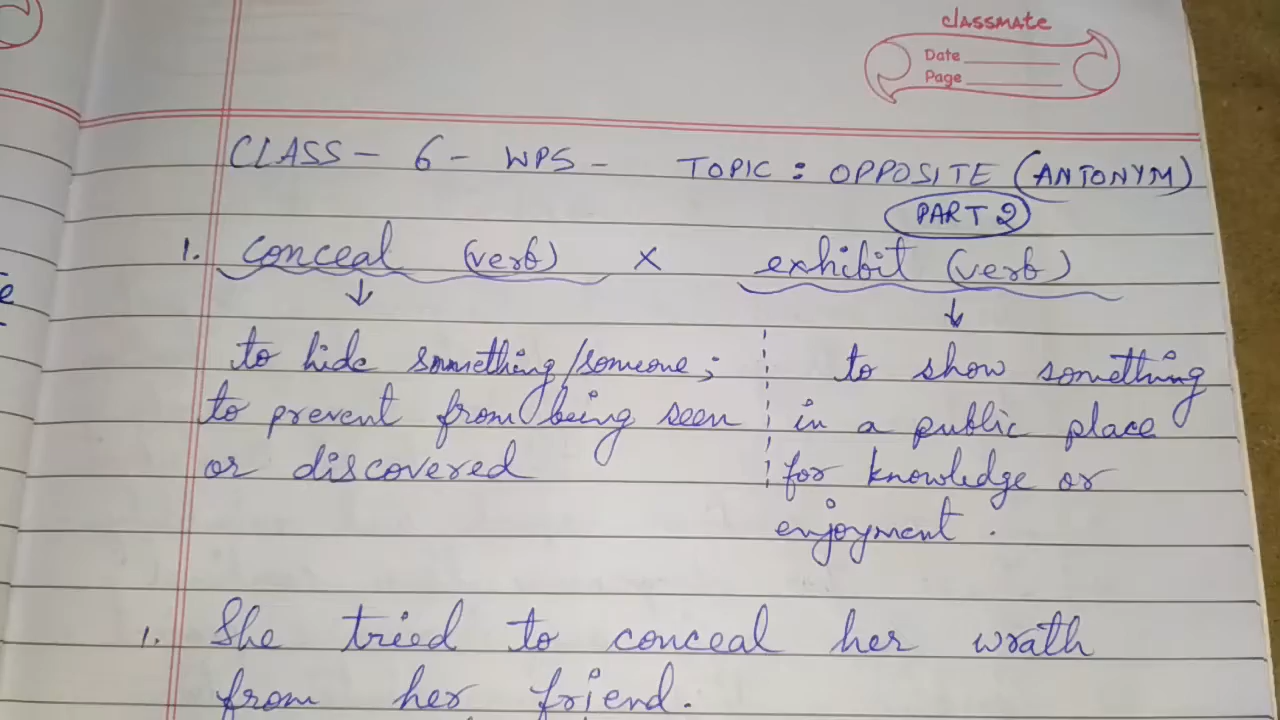 classmate
Date
Page
CLASS - 6 - WPS - TOPIC : OPPOSITE (ANTONYM)
PART 2
1. conceal (verb) x exhibit (verb)
to hide something/someone;
to prevent from being seen
or discovered
to show something
in a public place
for knowledge or
enjoyment.
1. She tried to conceal her wrath
from her friend.